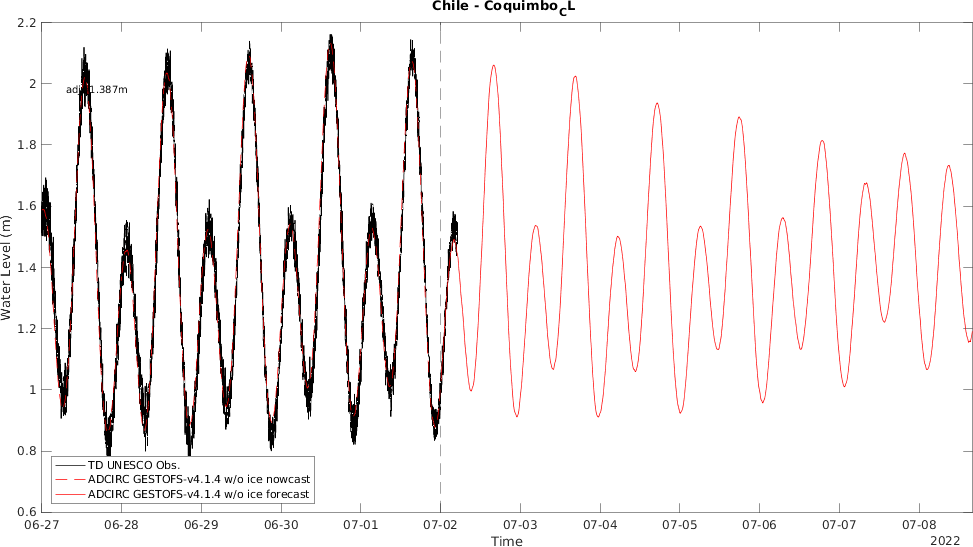 Chile - Coquimbo_CL
2.2
2
1.8
1.6
1.4
1.2
1
0.8
0.6
Water Level (m)
1.387m
TD UNESCO Obs.
ADCIRC GESTOFS-v4.1.4 w/o ice nowcast
ADCIRC GESTOFS-v4.1.4 w/o ice forecast
06-27 06-28 06-29 06-30 07-01 07-02 07-03 07-04 07-05 07-06 07-07 07-08
Time
2022